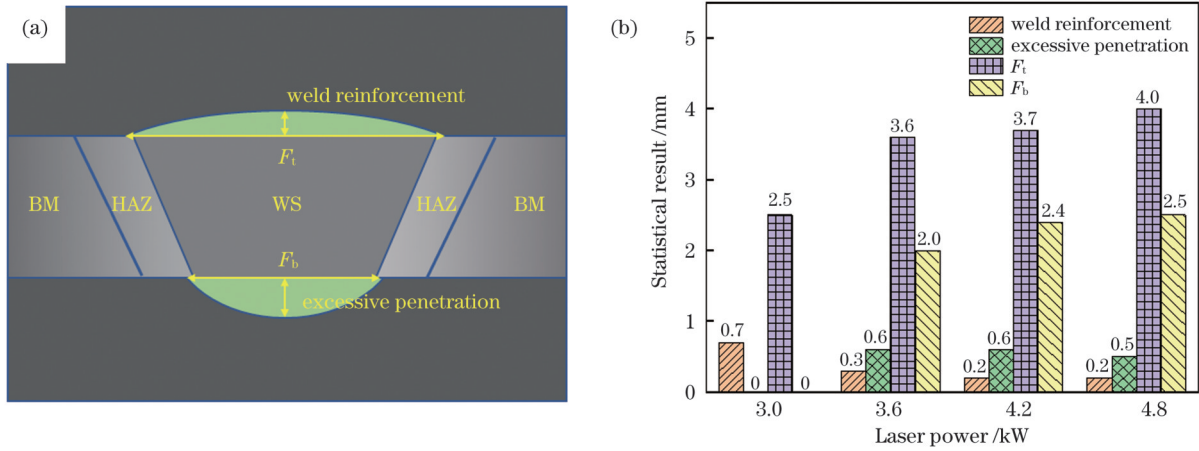 (a)
weld reinforcement
Ft
BM
HAZ
WS
HAZ
BM
Fb
excessive penetration
(b)
weld reinforcement
excessive penetration
Ft
Fb
Statistical result /mm
5
4
3
2
1
0
0.7
0
2.5
0
0.3
0.6
3.6
2.0
0.2
0.6
3.7
2.4
0.2
0.5
4.0
2.5
3.0
3.6
4.2
4.8
Laser power /kW